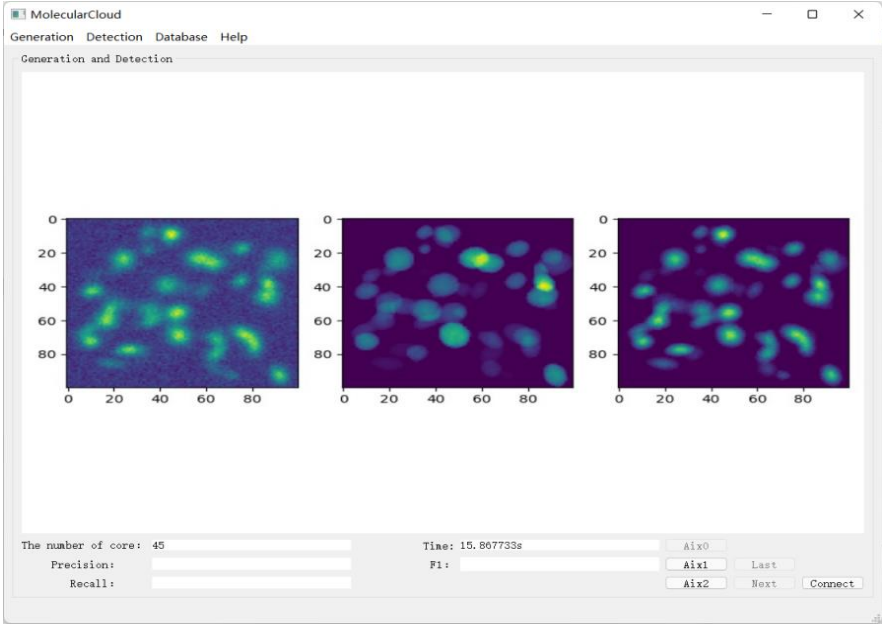 MolecularCloud
Generation Detection Database Help
Generation and Detection
0 0 0
20 20 20
40 40 40
60 60 60
80 80 80
0 20 40 60 80 0 20 40 60 80 0 20 40 60 80
The number of core: 45 Time: 15.867733s Aix0
Precision: F1: Aix1 Last
Recall: Aix2 Next Connect